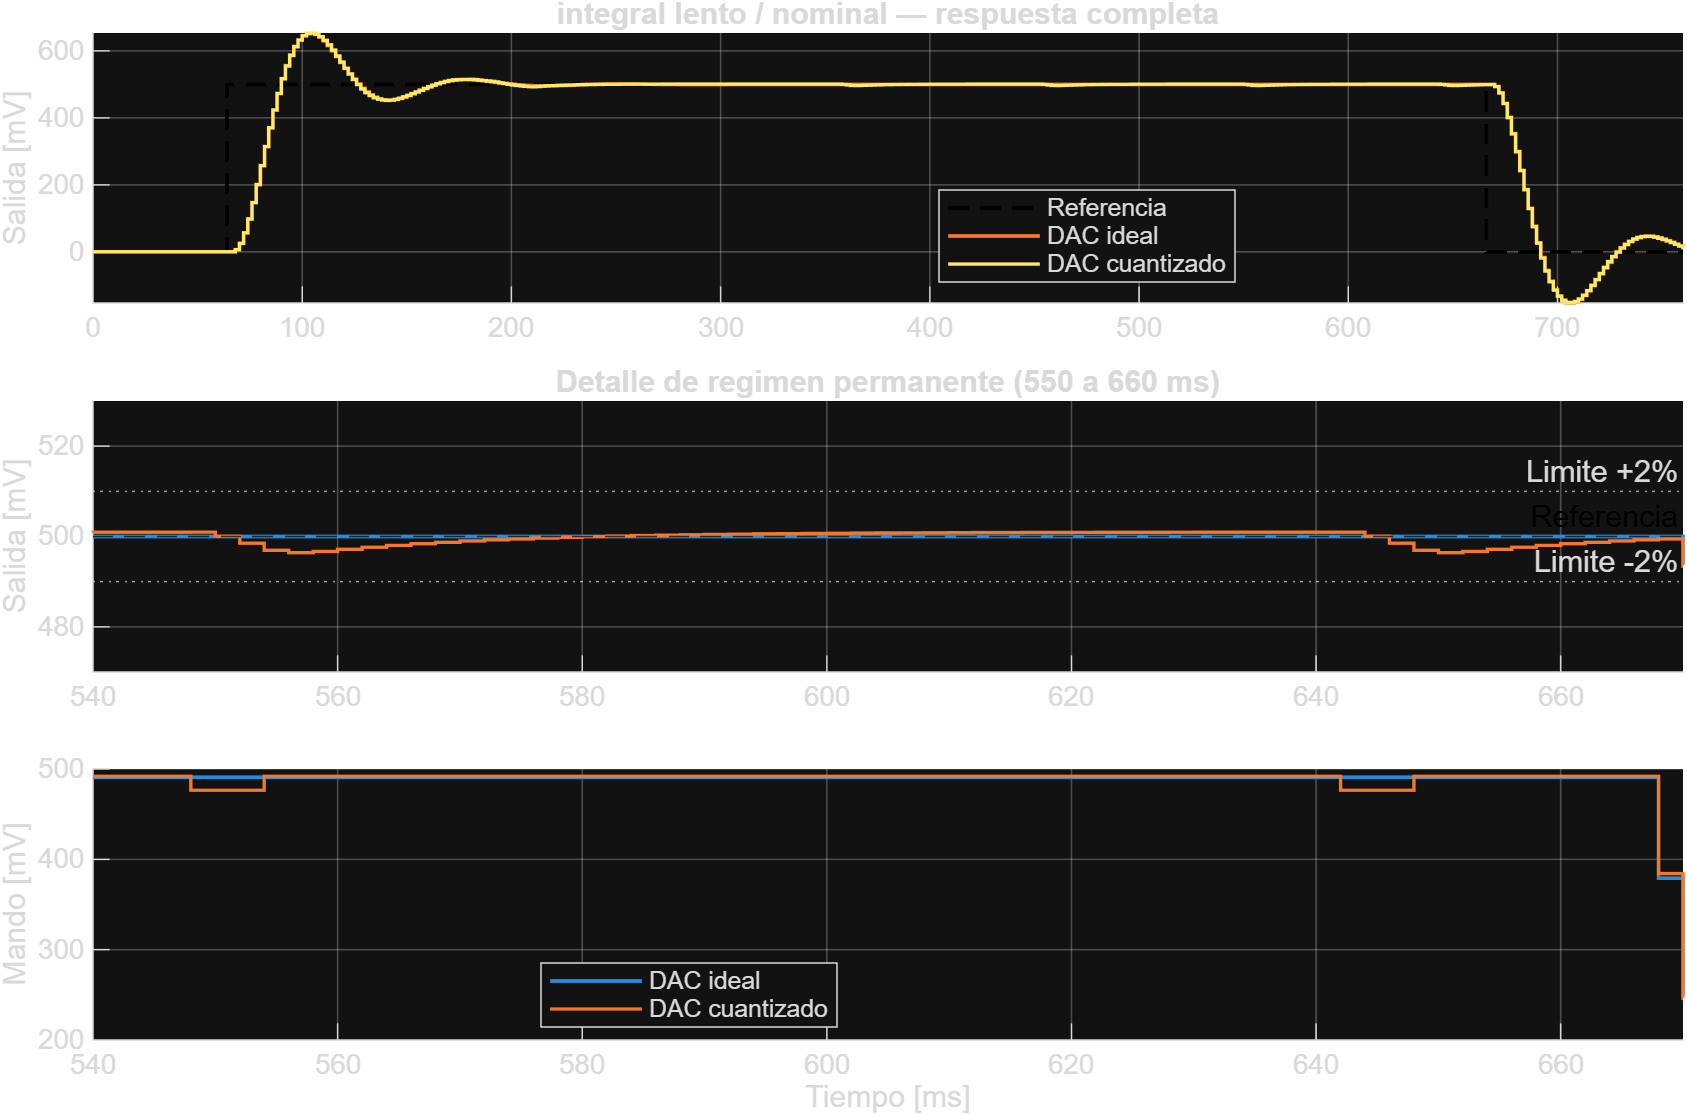 integral lento / nominal — respuesta completa
600
400
200
0
Salida [mV]
Referencia
DAC ideal
DAC cuantizado
0 100 200 300 400 500 600 700
Detalle de regimen permanente (550 a 660 ms)
520
500
480
Salida [mV]
Limite +2%
Referencia
Limite -2%
540 560 580 600 620 640 660
500
400
300
200
Mando [mV]
DAC ideal
DAC cuantizado
540 560 580 600 620 640 660
Tiempo [ms]